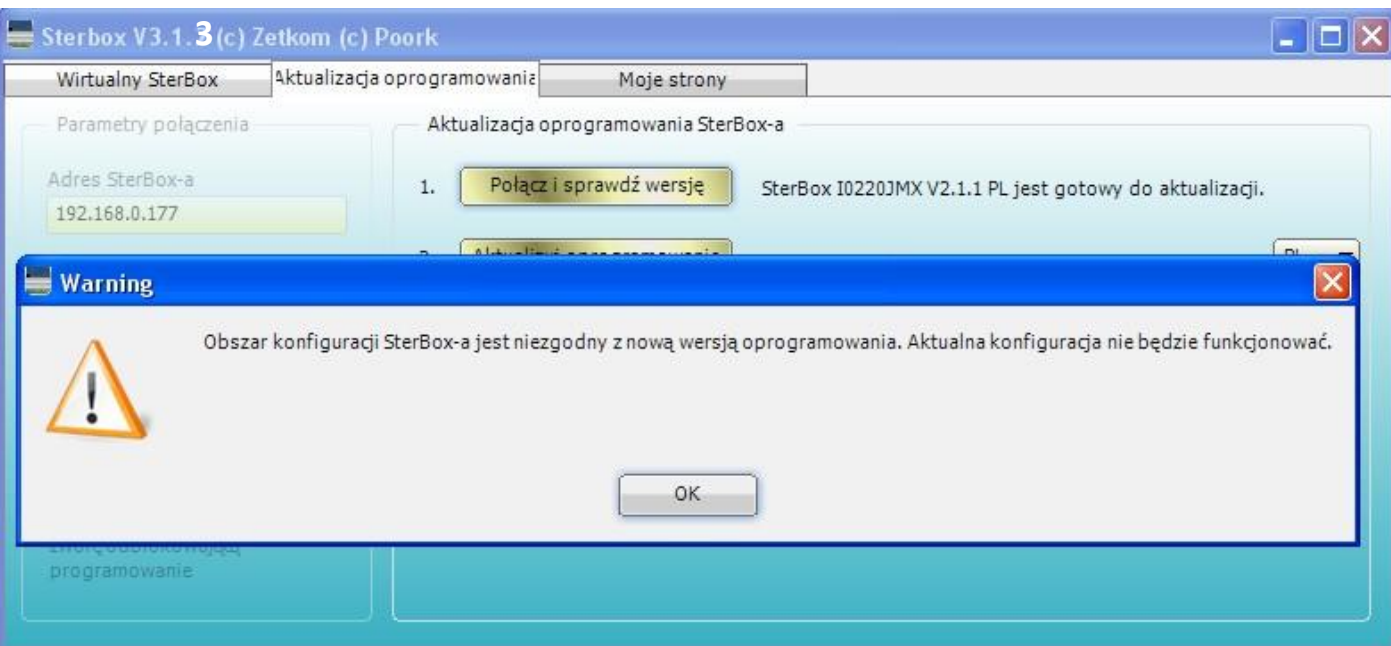 Sterbox V3.1.3 (c) Zetkom (c) Poork
Wirtualny SterBox
Aktualizacja oprogramowania
Moje strony
Parametry połączenia
Aktualizacja oprogramowania SterBox-a
Adres SterBox-a
192.168.0.177
1.
Połącz i sprawdź wersję
SterBox I0220JMX V2.1.1 PL jest gotowy do aktualizacji.
Warning
Obszar konfiguracji SterBox-a jest niezgodny z nową wersją oprogramowania. Aktualna konfiguracja nie będzie funkcjonować.
OK
programowanie